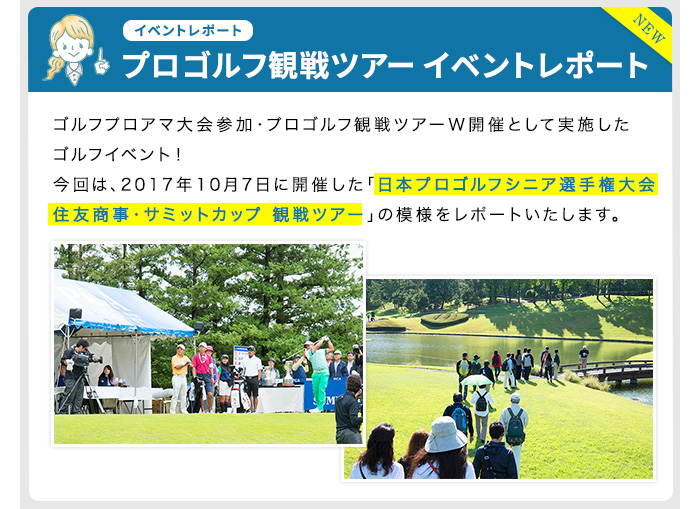 イベントレポート
NEW
プロゴルフ観戦ツアー イベントレポート
ゴルフプロアマ大会参加・プロゴルフ観戦ツアーW開催として実施した
ゴルフイベント！
今回は、2017年10月7日に開催した「日本プロゴルフシニア選手権大会
住友商事・サミットカップ 観戦ツアー」の模様をレポートいたします。